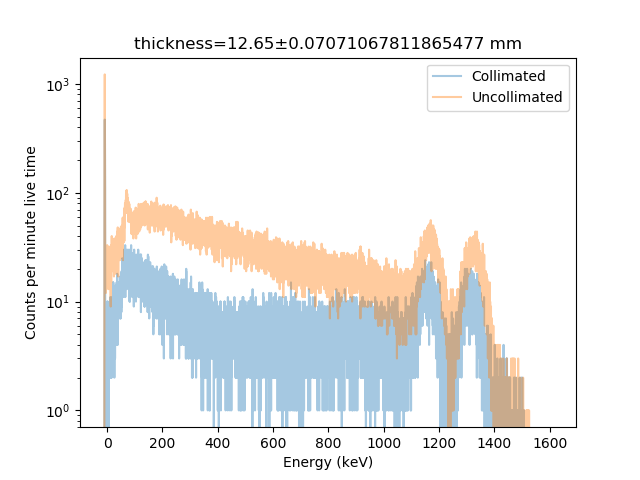 thickness=12.65±0.07071067811865477 mm
Collimated
Uncollimated
Counts per minute live time
10³
10²
10¹
10⁰
0 200 400 600 800 1000 1200 1400 1600
Energy (keV)